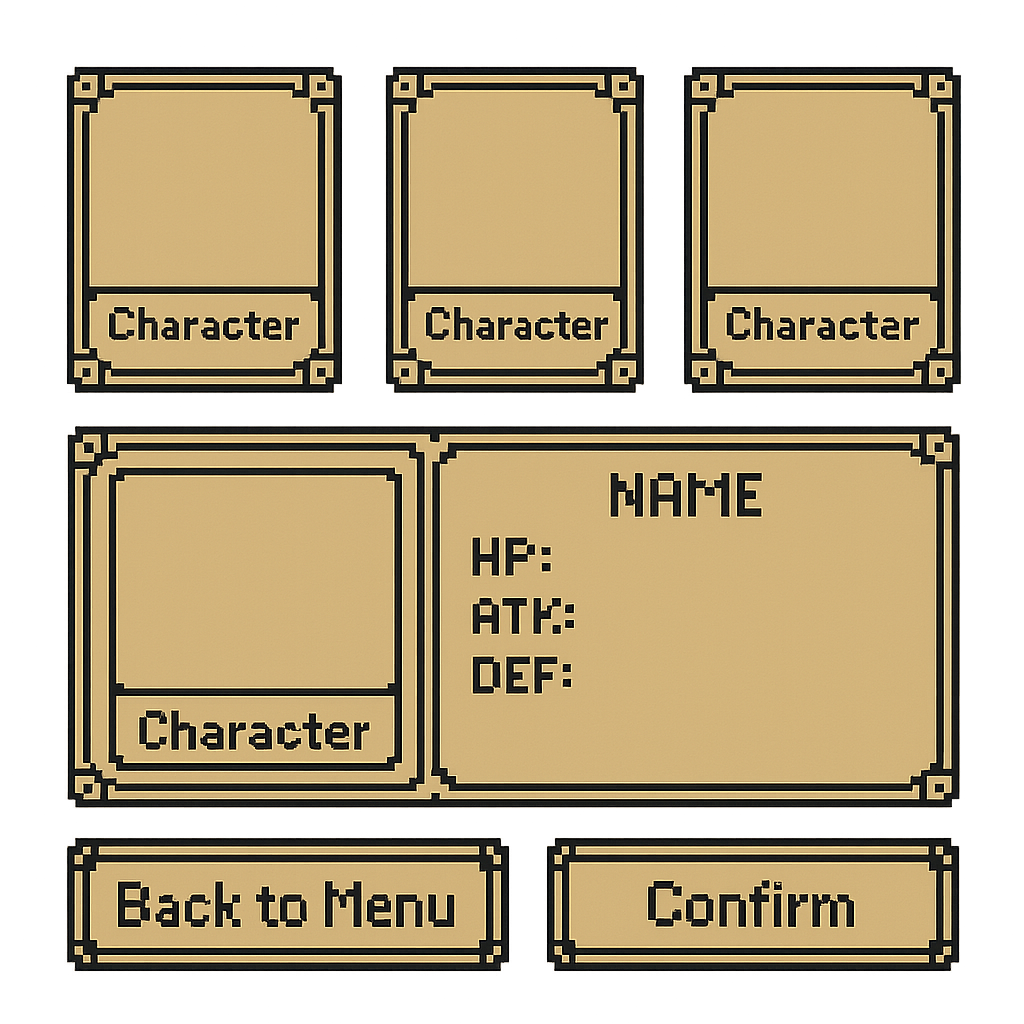 Character
Character
Character
NAME
HP:
ATK:
DEF:
Character
Back to Menu
Confirm